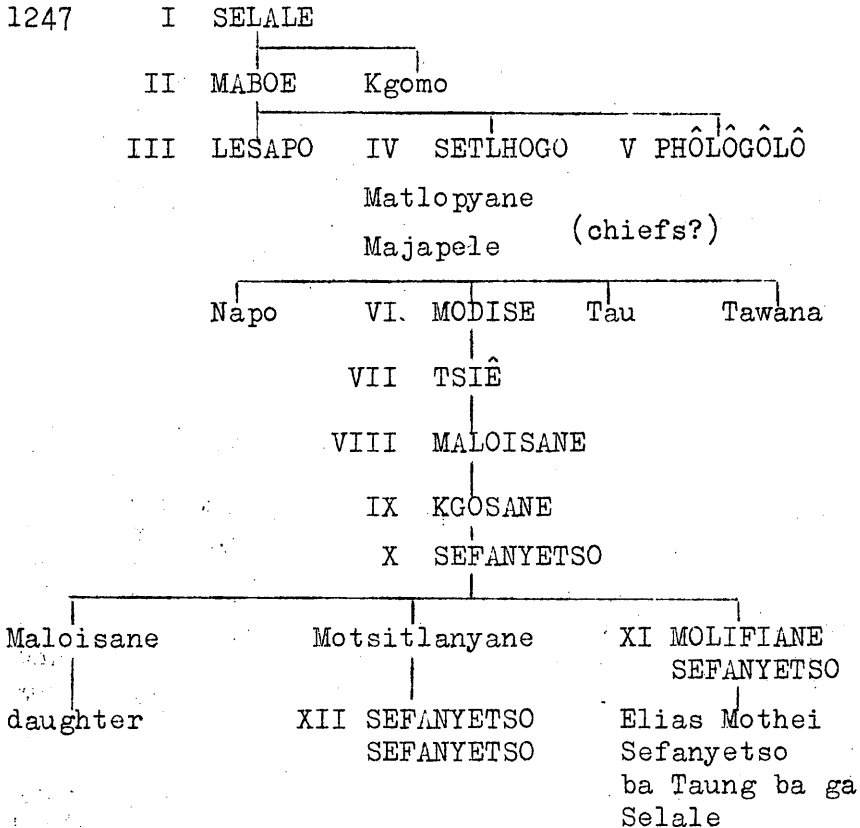 1247 I SELALE
II MABOE Kgomo
III LESAPO IV SETLHOGO V PHÔLÔGÔLÔ
Matlopyane
(chiefs?)
Majapele
Napo VI. MODISE Tau Tawana
VII TSIÊ
VIII MALOISANE
IX KGOSANE
X SEFANYETSO
Maloisane Motsitlanyane XI MOLIFIANE
SEFANYETSO
daughter XII SEFANYETSO Elias Mothei
SEFANYETSO Sefanyetso
ba Taung ba ga
Selale